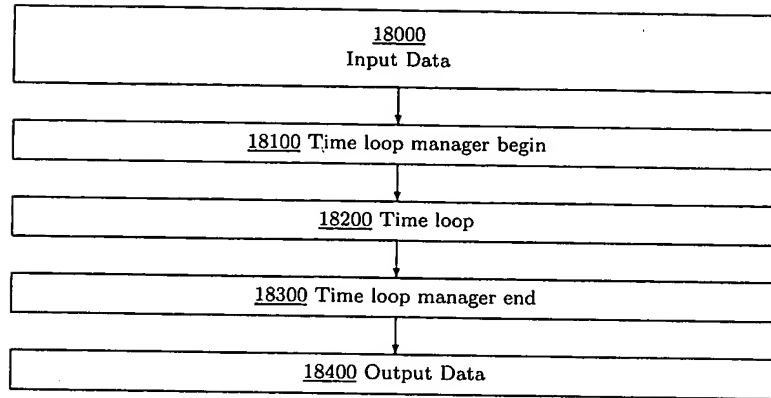 18000
Input Data
18100 Time loop manager begin
18200 Time loop
18300 Time loop manager end
18400 Output Data